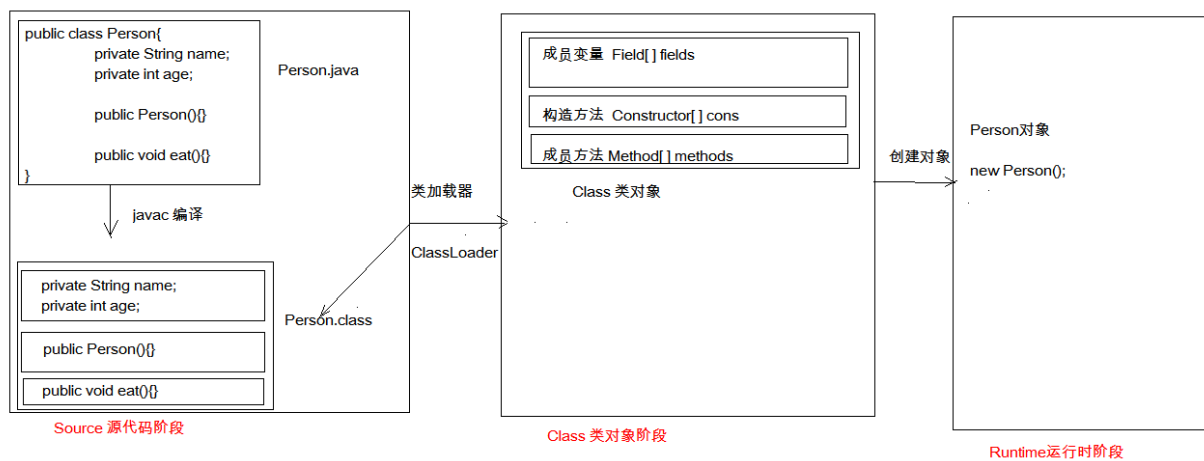 public class Person{
private String name;
private int age;
public Person(){}
public void eat(){}
}
Person.java
javac 编译
private String name;
private int age;
public Person(){}
public void eat(){}
Person.class
Source 源代码阶段
类加载器
ClassLoader
成员变量 Field[ ] fields
构造方法 Constructor[ ] cons
成员方法 Method[ ] methods
Class 类对象
Class 类对象阶段
创建对象
Person对象
new Person();
Runtime运行时阶段